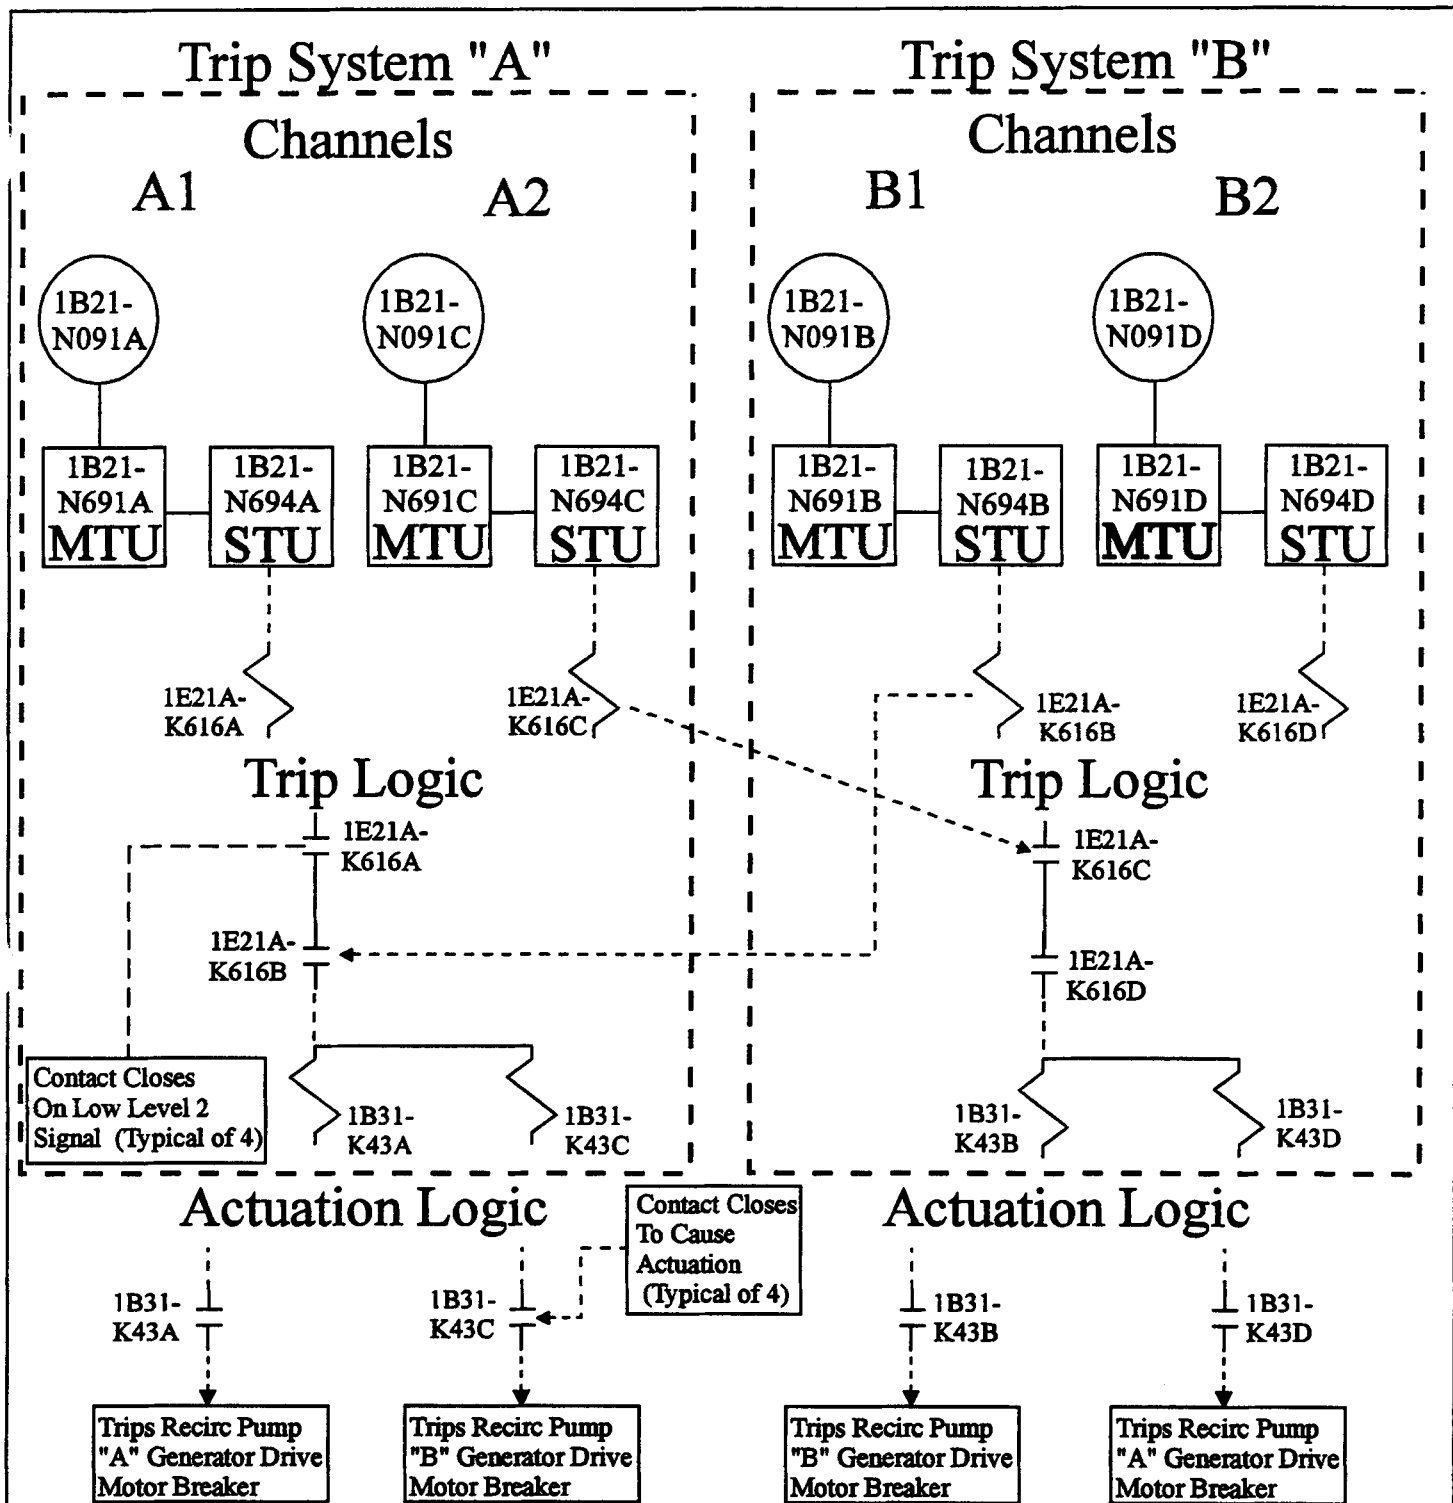 Trip System "A"
Trip System "B"
Channels
Channels
A1
A2
B1
B2
1B21-
N091A
1B21-
N091C
1B21-
N091B
1B21-
N091D
1B21-
N691A
MTU
1B21-
N694A
STU
1B21-
N691C
MTU
1B21-
N694C
STU
1B21-
N691B
MTU
1B21-
N694B
STU
1B21-
N691D
MTU
1B21-
N694D
STU
1E21A-
K616A
1E21A-
K616C
1E21A-
K616B
1E21A-
K616D
Trip Logic
Trip Logic
1E21A-
K616A
1E21A-
K616C
1E21A-
K616B
1E21A-
K616D
Contact Closes
On Low Level 2
Signal (Typical of 4)
1B31-
K43A
1B31-
K43C
1B31-
K43B
1B31-
K43D
Actuation Logic
Contact Closes
To Cause
Actuation
(Typical of 4)
Actuation Logic
1B31-
K43A
1B31-
K43C
1B31-
K43B
1B31-
K43D
Trips Recirc Pump
"A" Generator Drive
Motor Breaker
Trips Recirc Pump
"B" Generator Drive
Motor Breaker
Trips Recirc Pump
"B" Generator Drive
Motor Breaker
Trips Recirc Pump
"A" Generator Drive
Motor Breaker